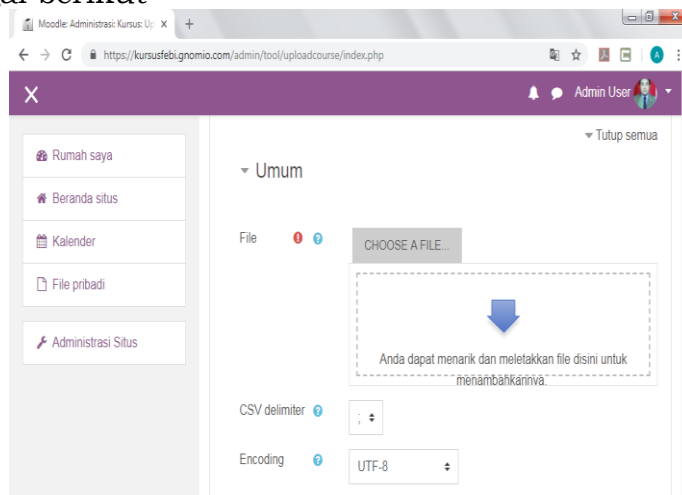 gar berikut
Moodle: Administrasi: Kursus: Up
https://kursusfebi.gnomio.com/admin/tool/uploadcourse/index.php
A
X
Admin User
Tutup semua
Rumah saya
Beranda situs
Kalender
File pribadi
Administrasi Situs
Umum
File
CHOOSE A FILE...
Anda dapat menarik dan meletakkan file disini untuk
menambahkannya.
CSV delimiter
;
Encoding
UTF-8